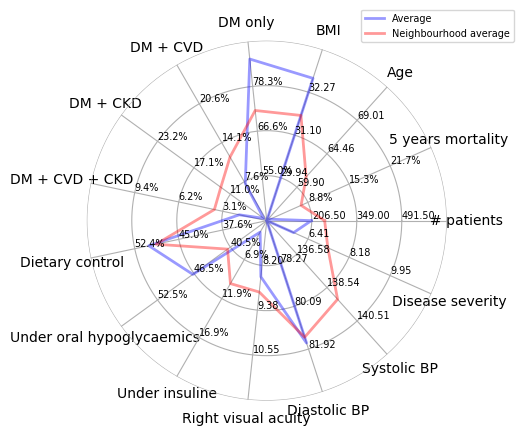 Average
Neighbourhood average
DM only
BMI
DM + CVD
Age
DM + CKD
5 years mortality
DM + CVD + CKD
# patients
Dietary control
Disease severity
Under oral hypoglycaemics
Systolic BP
Under insuline
Diastolic BP
Right visual acuity
78.3%
66.6%
55.0%
32.27
31.10
29.94
69.01
64.46
59.90
21.7%
15.3%
8.8%
206.50
349.00
491.50
6.41
8.18
9.95
136.58
138.54
140.51
78.27
80.09
81.92
8.20
9.38
10.55
6.9%
11.9%
16.9%
40.5%
46.5%
52.5%
37.6%
45.0%
52.4%
3.1%
6.2%
9.4%
11.0%
17.1%
23.2%
7.6%
14.1%
20.6%